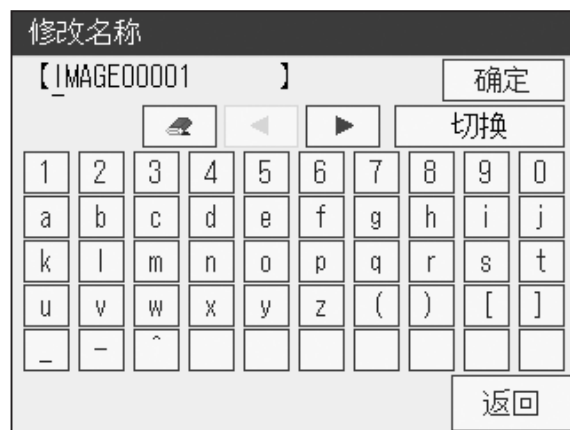 修改名称
【IMAGE00001 】 确定
◀ ▶ 切换
1 2 3 4 5 6 7 8 9 0
a b c d e f g h i j
k l m n o p q r s t
u v w x y z ( ) [ ]
_ - ^
返回